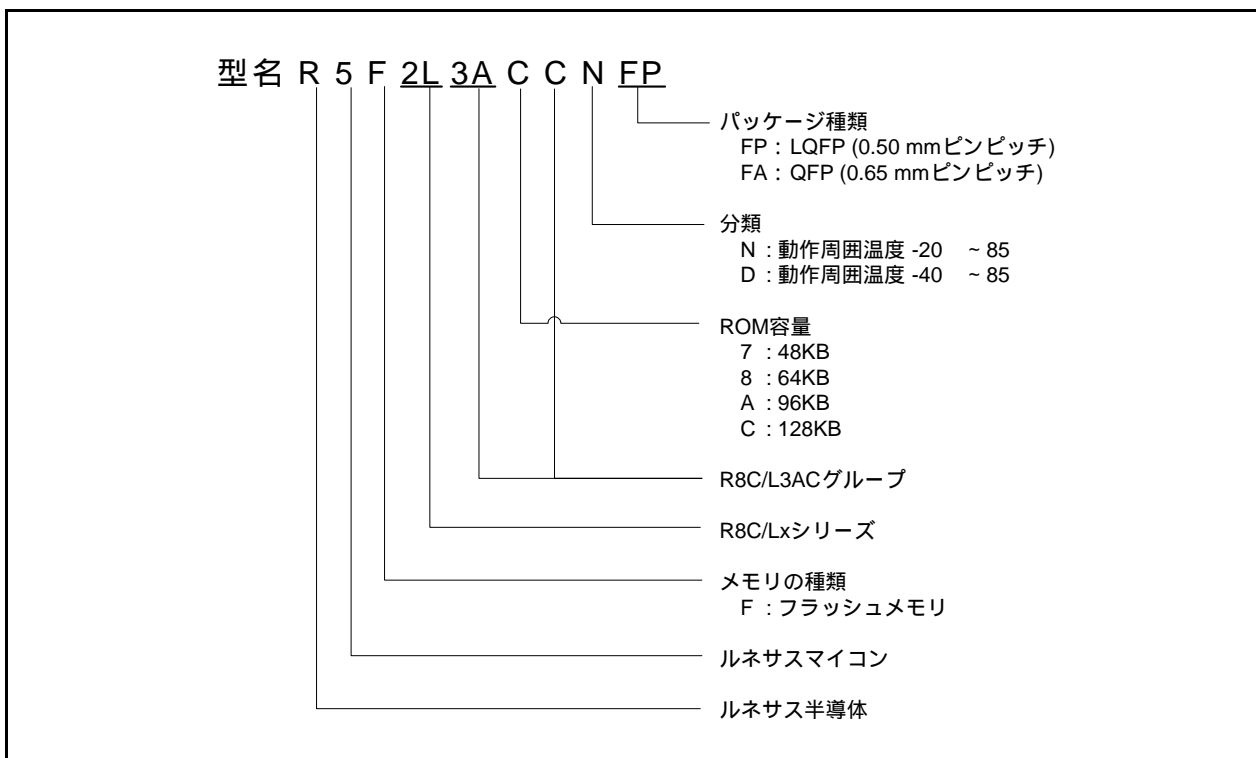 型名 R 5 F 2L 3A C C N FP
パッケージ種類
FP : LQFP (0.50 mmピンピッチ)
FA : QFP (0.65 mmピンピッチ)
分類
N : 動作周囲温度 -20 ~ 85
D : 動作周囲温度 -40 ~ 85
ROM容量
7 : 48KB
8 : 64KB
A : 96KB
C : 128KB
R8C/L3ACグループ
R8C/Lxシリーズ
メモリの種類
F : フラッシュメモリ
ルネサスマイコン
ルネサス半導体